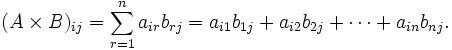 $(A \times B)_{ij} = \sum_{r=1}^{n} a_{ir}b_{rj} = a_{i1}b_{1j} + a_{i2}b_{2j} + \cdots + a_{in}b_{nj}.$